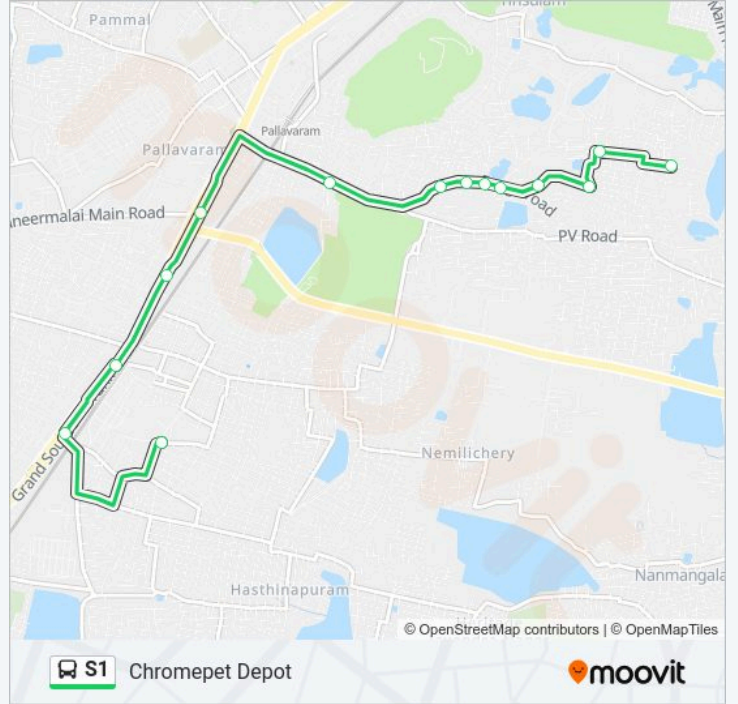 Pammal
Pallavaram
Pallavaram
aneermalai Main Road
oad
PV Road
Grand Sou
Nemilichery
Nanmangala
Hasthinapuram
© OpenStreetMap contributors | © OpenMapTiles
S1 Chromepet Depot
moovit